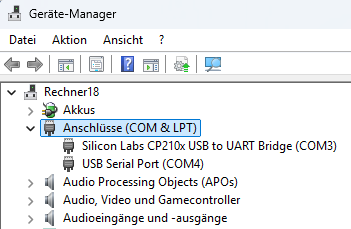 Geräte-Manager
Datei Aktion Ansicht ?
Rechner18
Akkus
Anschlüsse (COM & LPT)
Silicon Labs CP210x USB to UART Bridge (COM3)
USB Serial Port (COM4)
Audio Processing Objects (APOs)
Audio, Video und Gamecontroller
Audioeingänge und -ausgänge